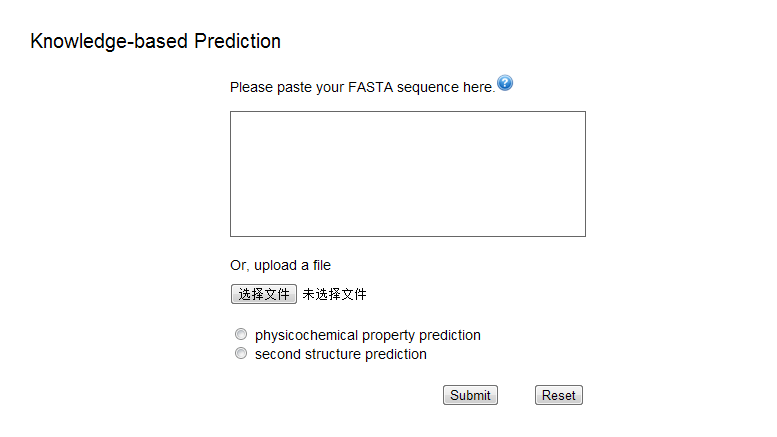 Knowledge-based Prediction
Please paste your FASTA sequence here.?
Or, upload a file
选择文件 未选择文件
physicochemical property prediction
second structure prediction
Submit Reset